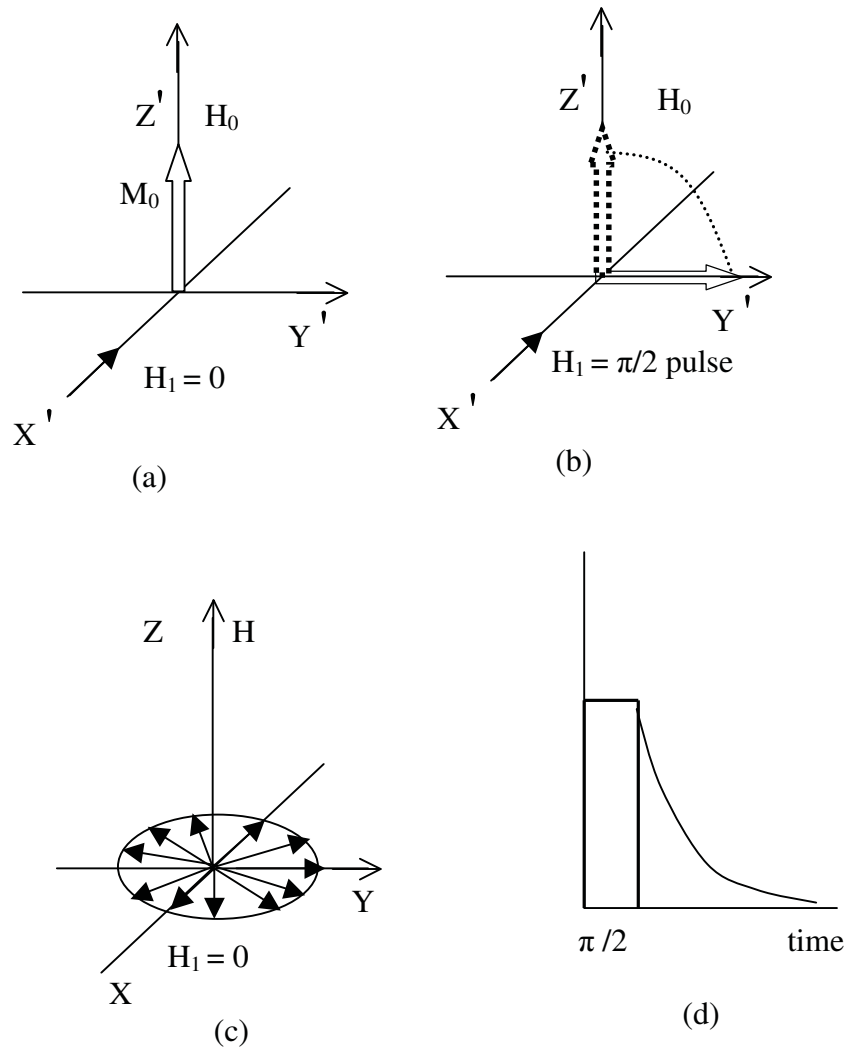 Z' H₀
M₀
Y'
H₁ = 0
X'
(a)
Z' H₀
Y'
H₁ = π/2 pulse
X'
(b)
Z H
Y
H₁ = 0
X
(c)
π /2 time
(d)